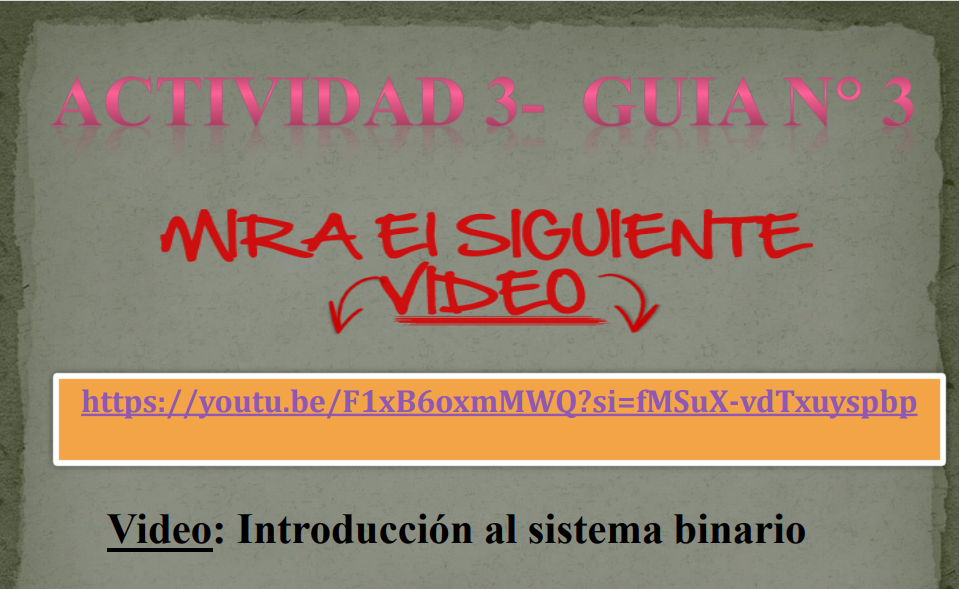 ACTIVIDAD 3- GUIA N° 3
MIRA El SIGUIENTE
VIDEO
https://youtu.be/F1xB6oxmMWQ?si=fMSuX-vdTxuyspbp
Video: Introducción al sistema binario